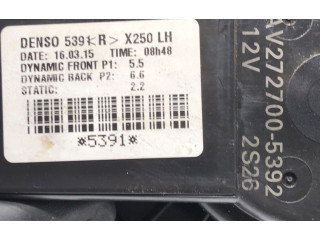 DENSO 5391<R> X250 LH
DATE: 16.03.15 TIME: 08h48
DYNAMIC FRONT P1: 5.5
DYNAMIC BACK P2: 6.6
STATIC: 2.2
*5391*
AV272700-5392
12V 2S26